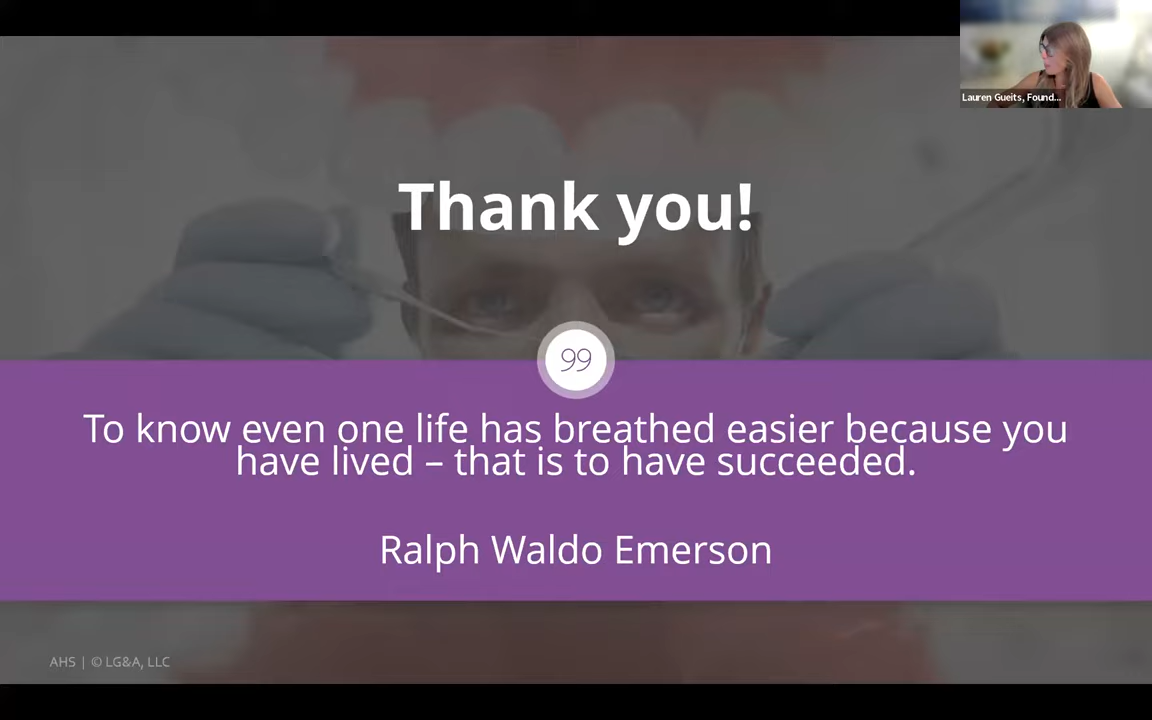 Lauren Gueits, Found...
Thank you!
99
To know even one life has breathed easier because you
have lived – that is to have succeeded.
Ralph Waldo Emerson
AHS | © LG&A, LLC